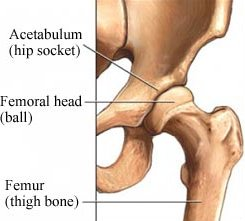 Acetabulum
(hip socket)
Femoral head
(ball)
Femur
(thigh bone)